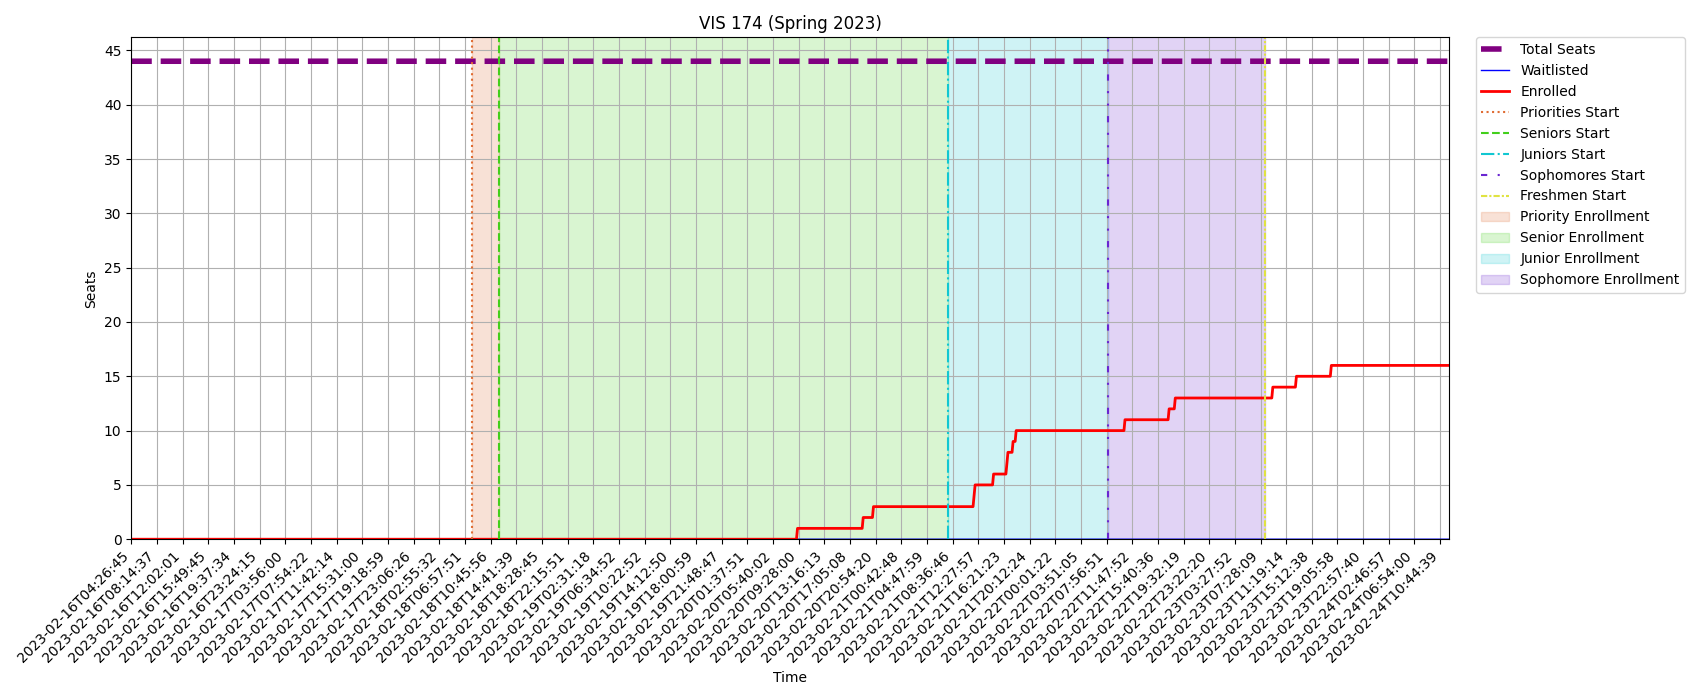 VIS 174 (Spring 2023)
Seats
45
40
35
30
25
20
15
10
5
0
2023-02-16T04:26:45
2023-02-16T08:14:37
2023-02-16T12:02:01
2023-02-16T15:49:45
2023-02-16T19:37:34
2023-02-16T23:24:15
2023-02-17T03:56:00
2023-02-17T07:54:22
2023-02-17T11:42:14
2023-02-17T15:31:00
2023-02-17T19:18:59
2023-02-17T23:06:26
2023-02-18T02:55:32
2023-02-18T06:57:51
2023-02-18T10:45:56
2023-02-18T14:41:39
2023-02-18T18:28:45
2023-02-18T22:15:51
2023-02-19T02:31:18
2023-02-19T06:34:52
2023-02-19T10:22:52
2023-02-19T14:12:50
2023-02-19T18:00:59
2023-02-19T21:48:47
2023-02-20T01:37:51
2023-02-20T05:40:02
2023-02-20T09:28:00
2023-02-20T13:16:13
2023-02-20T17:05:08
2023-02-20T20:54:20
2023-02-21T00:42:48
2023-02-21T04:47:59
2023-02-21T08:36:46
2023-02-21T12:27:57
2023-02-21T16:21:23
2023-02-21T20:12:24
2023-02-22T00:01:22
2023-02-22T03:51:05
2023-02-22T07:56:51
2023-02-22T11:47:52
2023-02-22T15:40:36
2023-02-22T19:32:19
2023-02-22T23:22:20
2023-02-23T03:27:52
2023-02-23T07:28:09
2023-02-23T11:19:14
2023-02-23T15:12:38
2023-02-23T19:05:58
2023-02-23T22:57:40
2023-02-24T02:46:57
2023-02-24T06:54:00
2023-02-24T10:44:39
Time
Total Seats
Waitlisted
Enrolled
Priorities Start
Seniors Start
Juniors Start
Sophomores Start
Freshmen Start
Priority Enrollment
Senior Enrollment
Junior Enrollment
Sophomore Enrollment